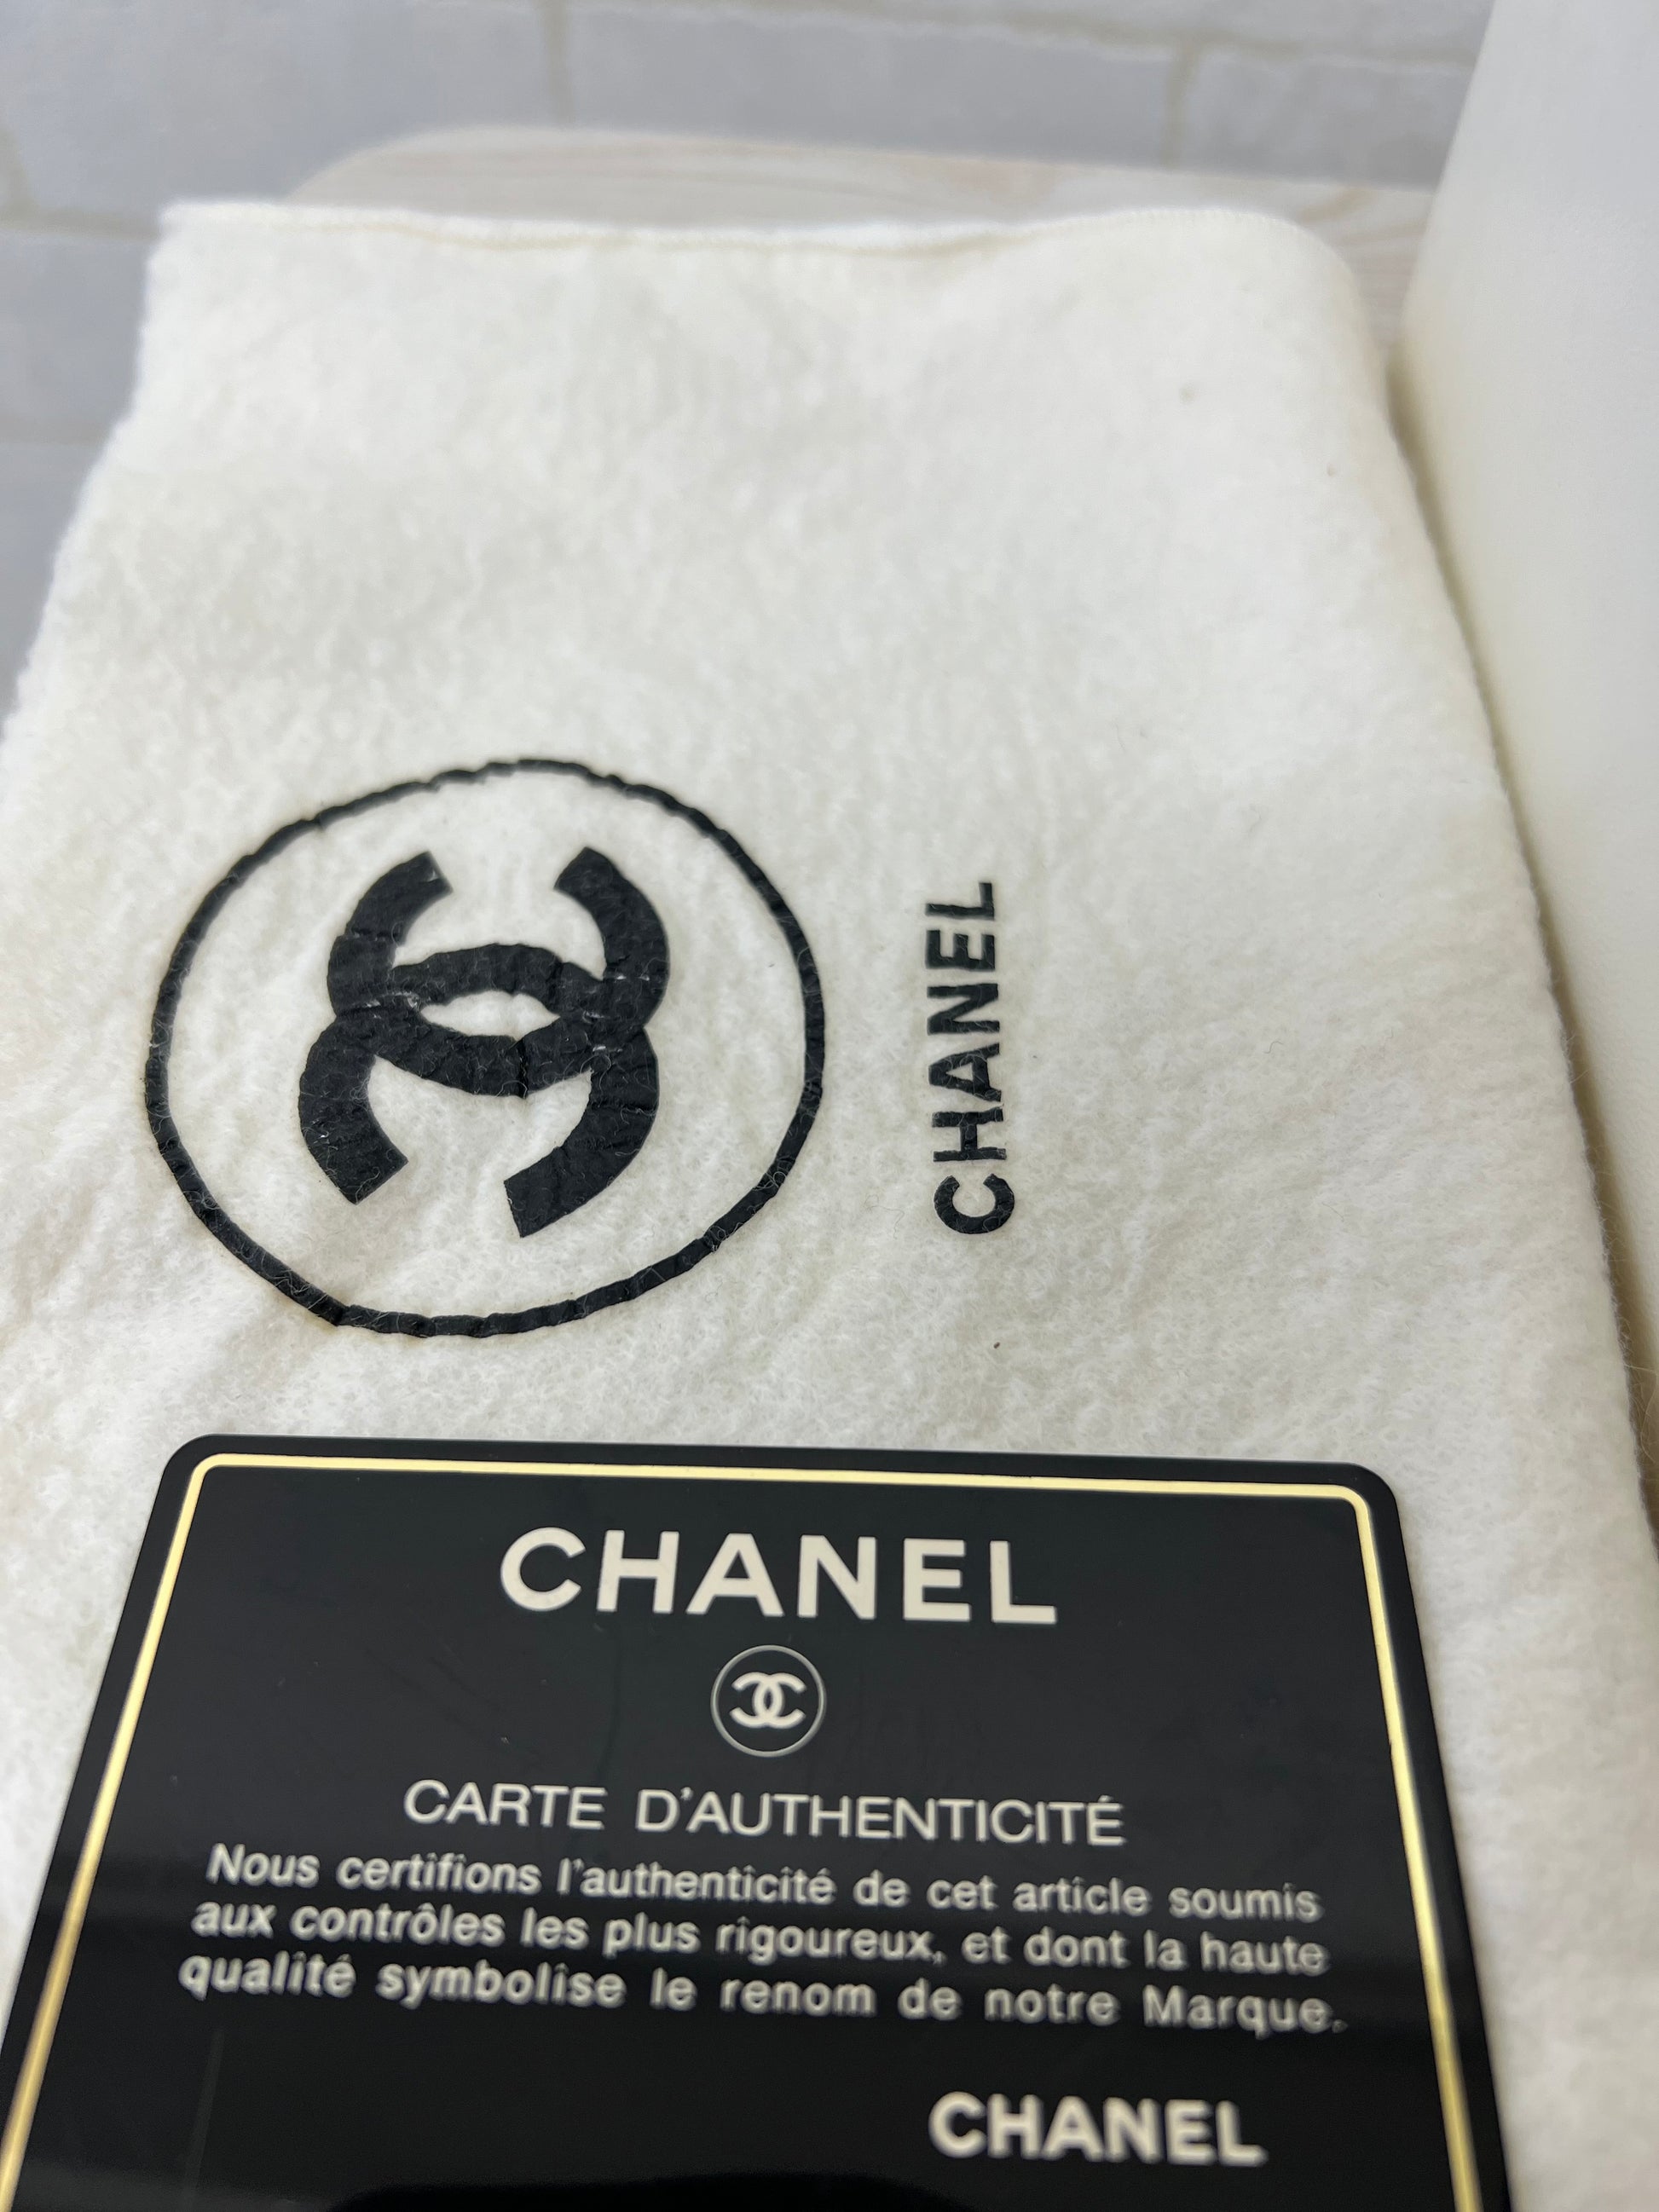 CHANEL
CHANEL
CARTE D'AUTHENTICITÉ
Nous certifions l'authenticité de cet article soumis
aux contrôles les plus rigoureux, et dont la haute
qualité symbolise le renom de notre Marque.
CHANEL